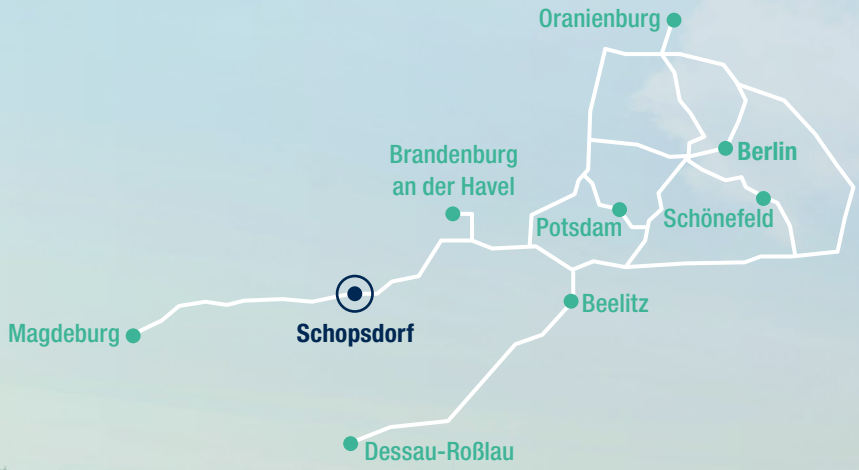 Oranienburg
Berlin
Brandenburg
an der Havel
Schönefeld
Potsdam
Beelitz
Schopsdorf
Magdeburg
Dessau-Roßlau